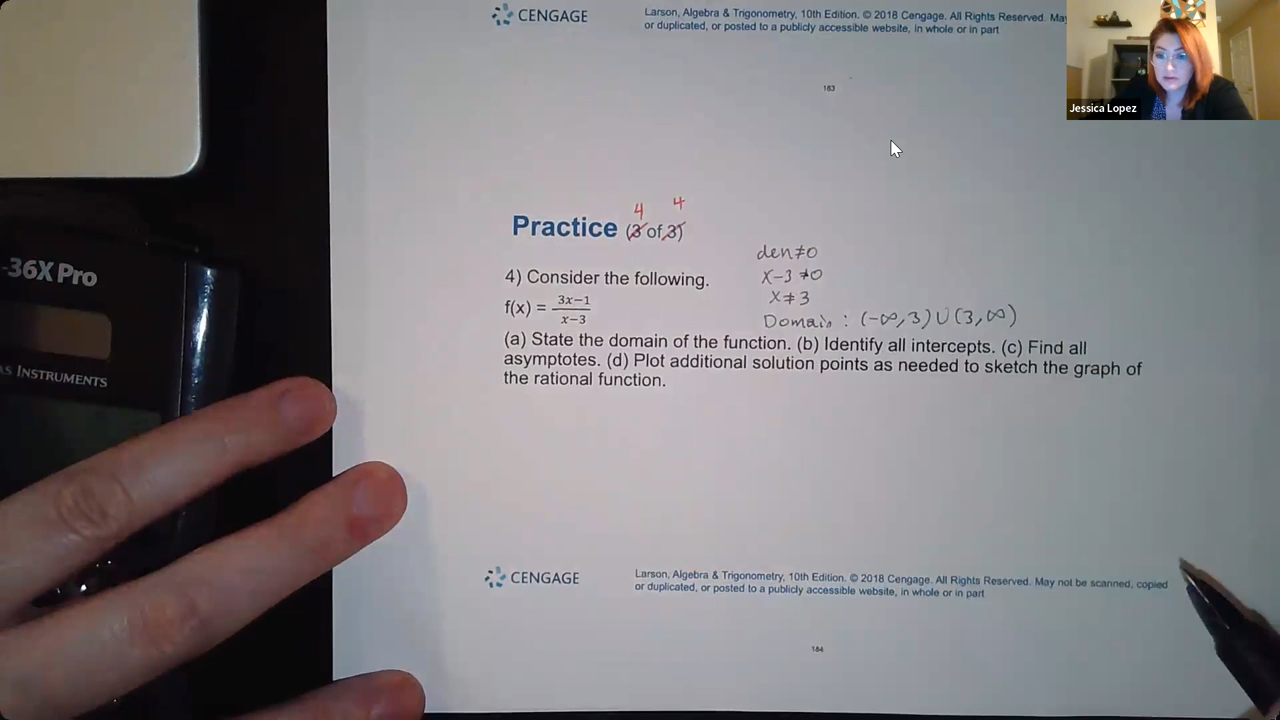 CENGAGE
Larson, Algebra & Trigonometry, 10th Edition. © 2018 Cengage. All Rights Reserved. May
or duplicated, or posted to a publicly accessible website, in whole or in part
Jessica Lopez
183
4 4
Practice (3 of 3)
den≠0
4) Consider the following.
x-3 ≠0
x≠3
f(x) = 3x−1
x−3
Domain : (-∞,3)∪(3,∞)
(a) State the domain of the function. (b) Identify all intercepts. (c) Find all
asymptotes. (d) Plot additional solution points as needed to sketch the graph of
the rational function.
-36X Pro
INSTRUMENTS
CENGAGE
Larson, Algebra & Trigonometry, 10th Edition. © 2018 Cengage. All Rights Reserved. May not be scanned, copied
or duplicated, or posted to a publicly accessible website, in whole or in part
184